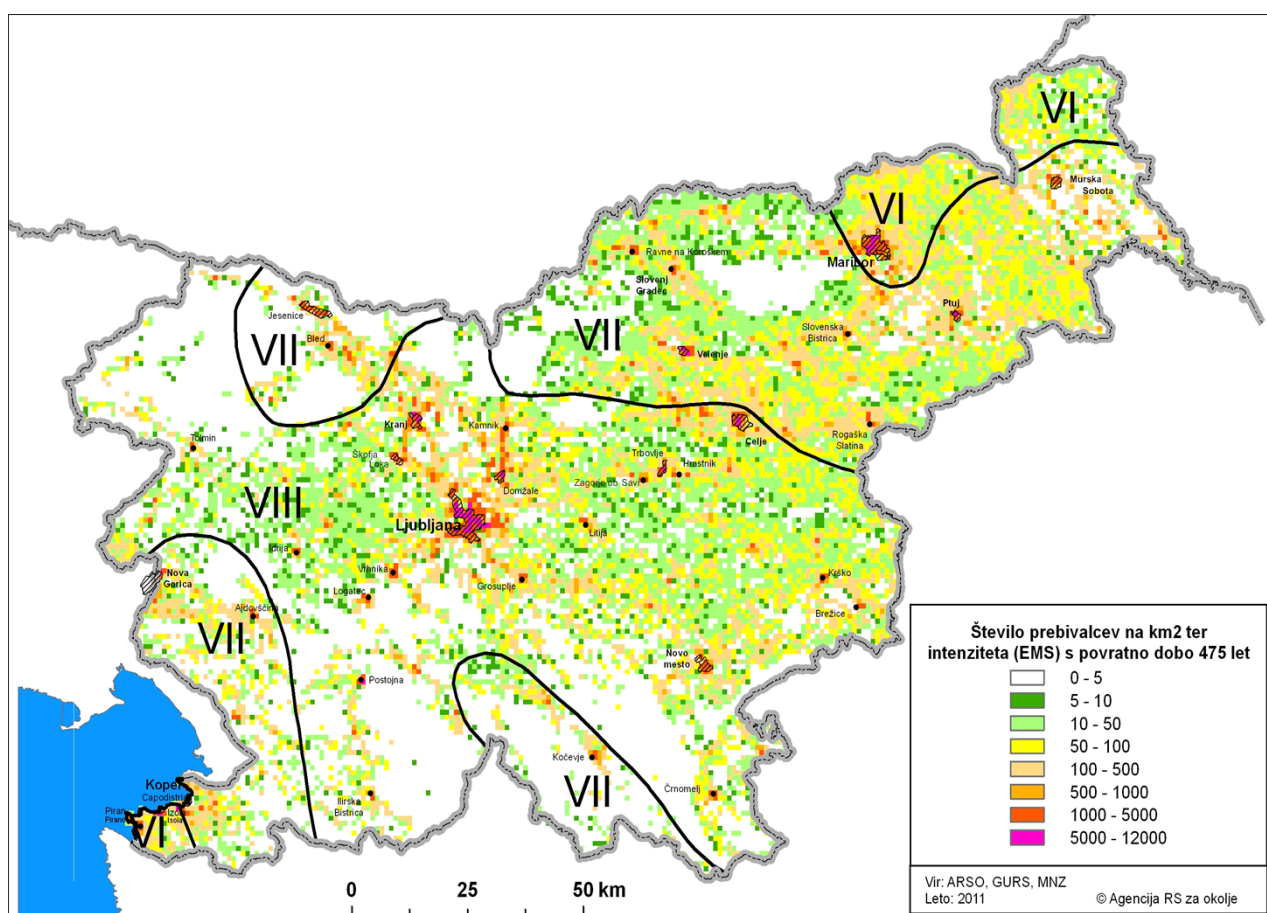 VI
Murska
Sobota
VI
Maribor
Ravne na Koroškem
Slovenj
Gradec
Ptuj
Jesenice
Bled
VII
VII
Velenje
Slovenska
Bistrica
Kranj
Kamnik
Celje
Rogaška
Slatina
Tolmin
Škofja
Loka
Trbovlje
Hrastnik
Zagorje ob Savi
Domžale
VIII
Ljubljana
Litija
Idrija
Vrhnika
Grosuplje
Krško
Nova
Gorica
Logatec
Ajdovščina
Brežice
VII
Novo
mesto
Postojna
Kočevje
Črnomelj
VII
Koper
Capodistria
Ilirska
Bistrica
Piran
Pirano
Izola
Isola
VI
0 25 50 km
Število prebivalcev na km2 ter
intenziteta (EMS) s povratno dobo 475 let
0 - 5
5 - 10
10 - 50
50 - 100
100 - 500
500 - 1000
1000 - 5000
5000 - 12000
Vir: ARSO, GURS, MNZ
Leto: 2011 © Agencija RS za okolje